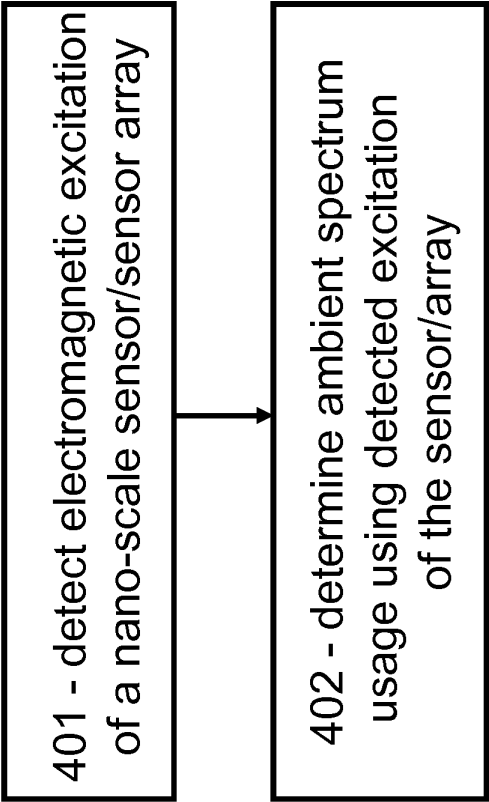 401 - detect electromagnetic excitation
of a nano-scale sensor/sensor array
402 - determine ambient spectrum
usage using detected excitation
of the sensor/array